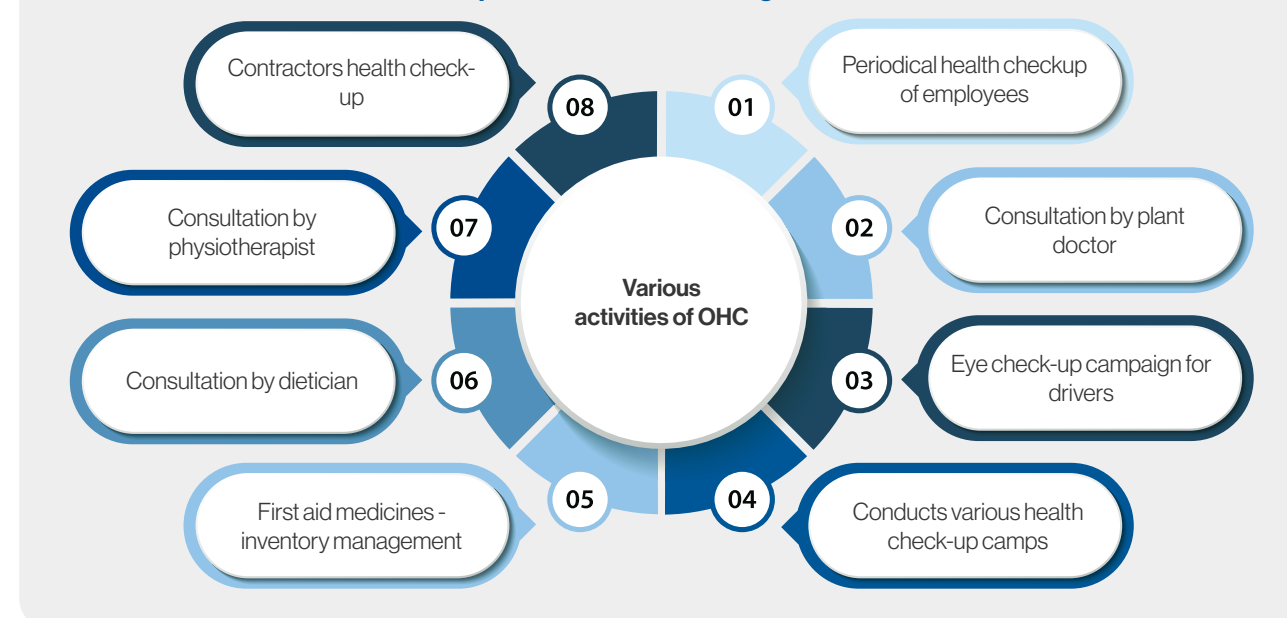 08
Contractors health check-
up
01
Periodical health checkup
of employees
07
Consultation by
physiotherapist
02
Consultation by plant
doctor
Various
activities of OHC
06
Consultation by dietician
03
Eye check-up campaign for
drivers
05
First aid medicines -
inventory management
04
Conducts various health
check-up camps